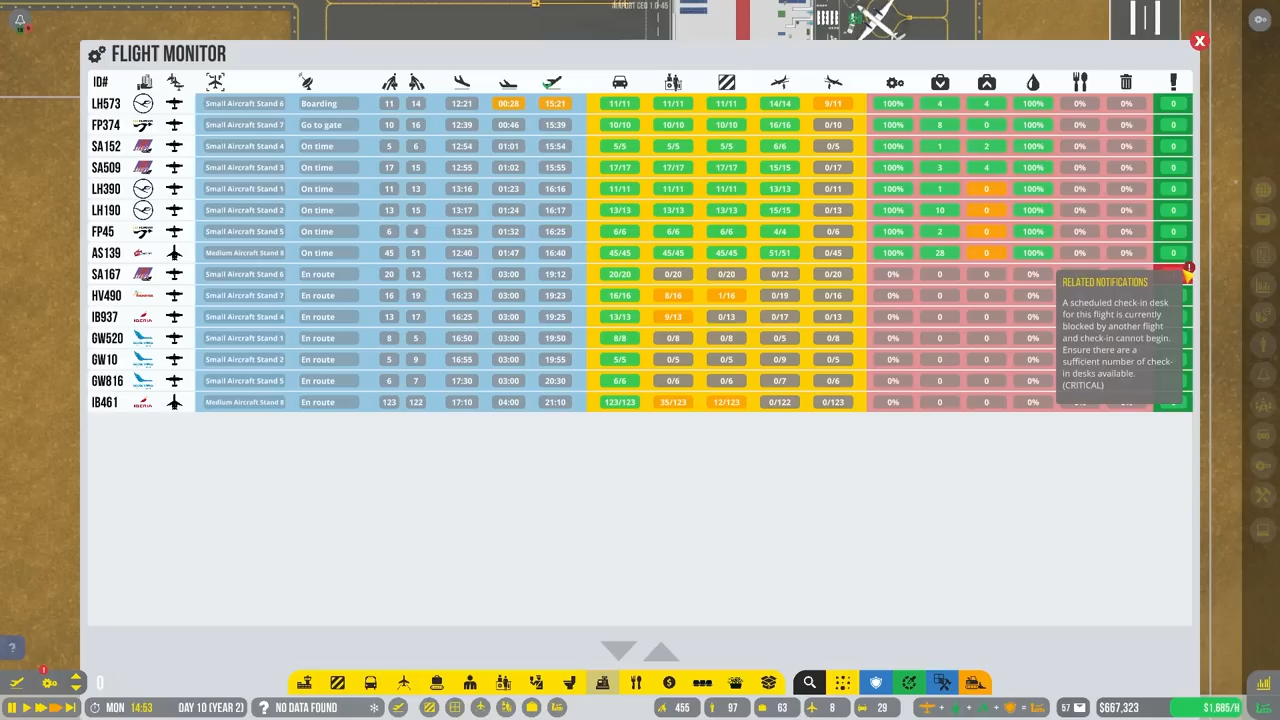 AIRPORT CEO 1.0-45
18
FLIGHT MONITOR
X
ID#
LH573 Small Aircraft Stand 6 Boarding 11 14 12:21 00:28 15:21 11/11 11/11 11/11 14/14 9/11 100% 4 4 100% 0% 0% 0
FP374 Small Aircraft Stand 7 Go to gate 10 16 12:39 00:46 15:39 10/10 10/10 10/10 16/16 0/10 100% 8 0 100% 0% 0% 0
SA152 Small Aircraft Stand 4 On time 5 6 12:54 01:01 15:54 5/5 5/5 5/5 6/6 0/5 100% 1 2 100% 0% 0% 0
SA509 Small Aircraft Stand 3 On time 17 15 12:55 01:02 15:55 17/17 17/17 17/17 15/15 0/17 100% 3 4 100% 0% 0% 0
LH390 Small Aircraft Stand 1 On time 11 13 13:16 01:23 16:16 11/11 11/11 11/11 13/13 0/11 100% 1 0 100% 0% 0% 0
LH190 Small Aircraft Stand 2 On time 13 15 13:17 01:24 16:17 13/13 13/13 13/13 15/15 0/13 100% 10 0 100% 0% 0% 0
FP45 Small Aircraft Stand 5 On time 6 4 13:25 01:32 16:25 6/6 6/6 6/6 4/4 0/6 100% 2 0 100% 0% 0% 0
AS139 Medium Aircraft Stand 8 On time 45 51 12:40 01:47 16:40 45/45 45/45 45/45 51/51 0/45 100% 28 0 100% 0% 0% 0
SA167 Small Aircraft Stand 6 En route 20 12 16:12 03:00 19:12 20/20 0/20 0/20 0/12 0/20 0% 0 0 0%
HV490 Small Aircraft Stand 7 En route 16 19 16:23 03:00 19:23 16/16 8/16 1/16 0/19 0/16 0% 0 0 0%
IB937 IBERIA Small Aircraft Stand 4 En route 13 17 16:25 03:00 19:25 13/13 9/13 0/13 0/17 0/13 0% 0 0 0%
GW520 Small Aircraft Stand 1 En route 8 5 16:50 03:00 19:50 8/8 0/8 0/8 0/5 0/8 0% 0 0 0%
GW10 Small Aircraft Stand 2 En route 5 9 16:55 03:00 19:55 5/5 0/5 0/5 0/9 0/5 0% 0 0 0%
GW816 Small Aircraft Stand 5 En route 6 7 17:30 03:00 20:30 6/6 0/6 0/6 0/7 0/6 0% 0 0 0%
IB461 IBERIA Medium Aircraft Stand 8 En route 123 122 17:10 04:00 21:10 123/123 35/123 12/123 0/122 0/123 0% 0 0 0% 0% 0% 0
RELATED NOTIFICATIONS
A scheduled check-in desk
for this flight is currently
blocked by another flight
and check-in cannot begin.
Ensure there are a
sufficient number of check-
in desks available.
(CRITICAL)
?
1
0
MON 14:53 DAY 10 (YEAR 2) ? NO DATA FOUND 455 97 63 8 29 + + + = 57 $667,323 $1,685/H